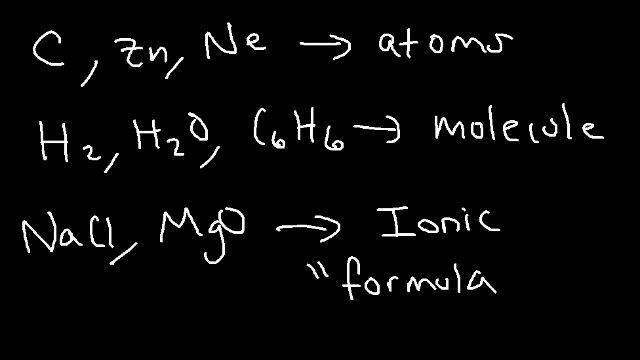 C, Zn, Ne → atoms
H₂, H₂O, C₆H₆ → molecule
NaCl, MgO → Ionic
"formula